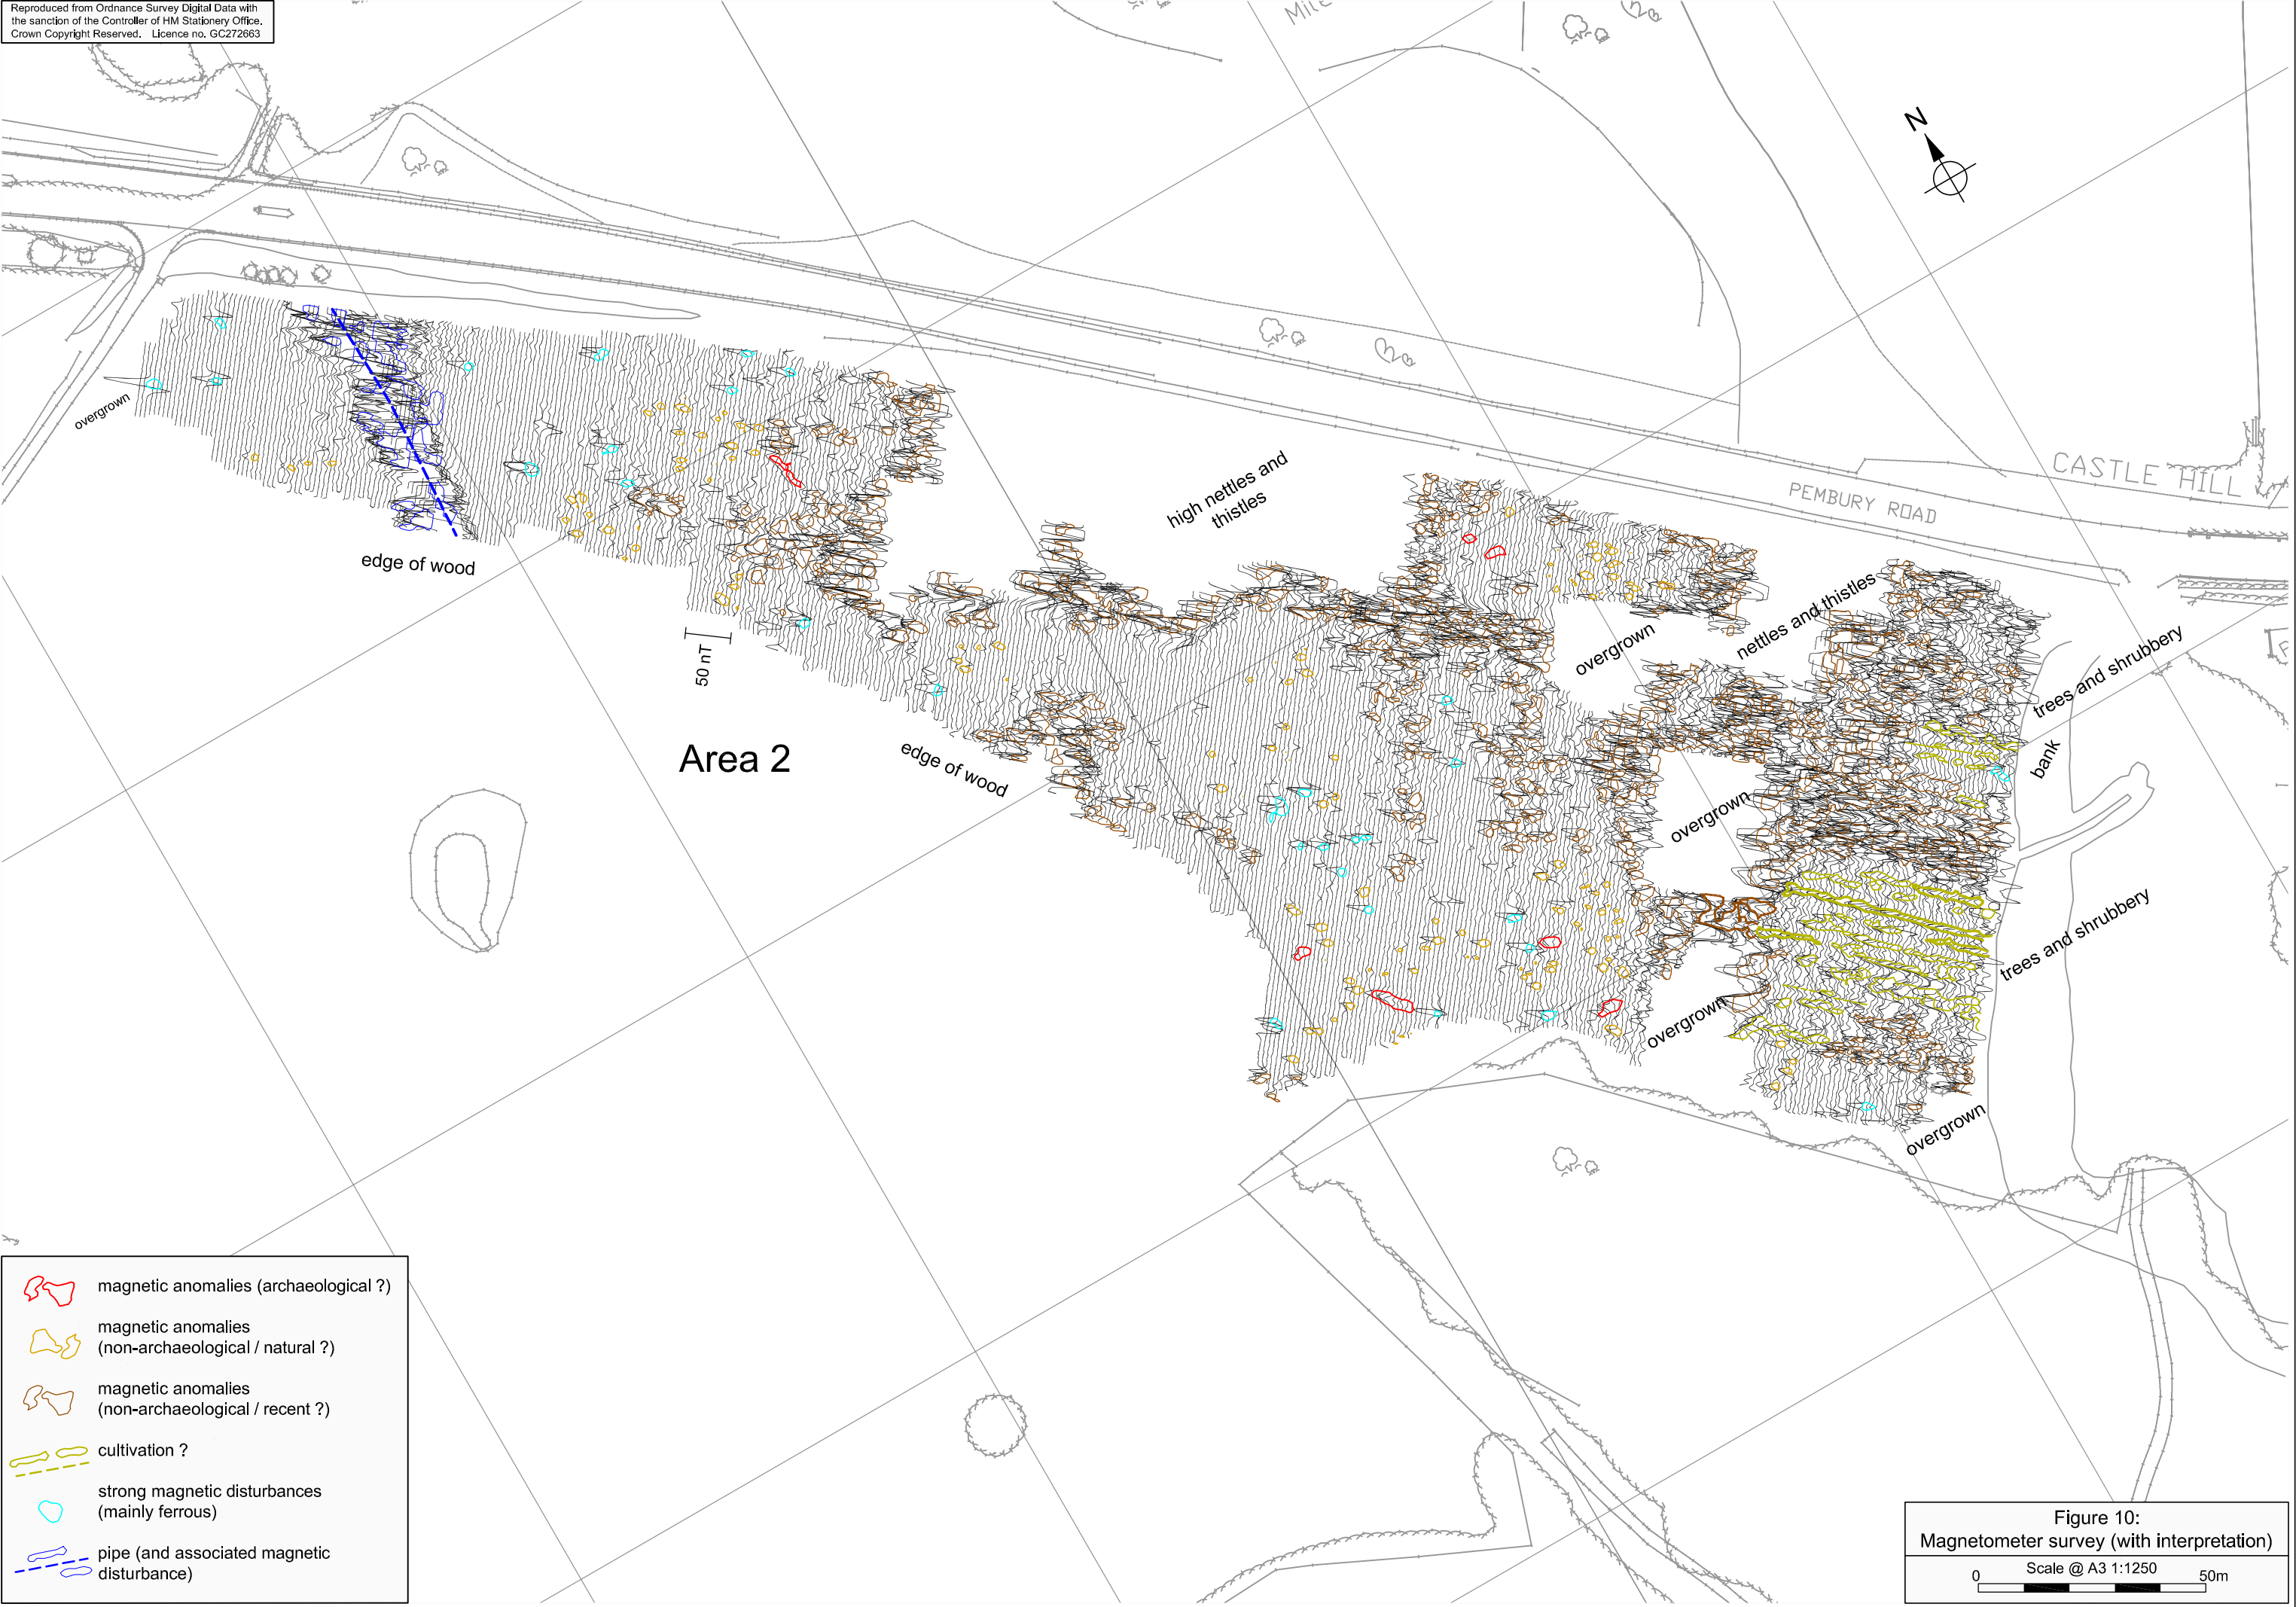 Reproduced from Ordnance Survey Digital Data with
the sanction of the Controller of HM Stationery Office.
Crown Copyright Reserved. Licence no. GC272663
Mile
N
CASTLE HILL
PEMBURY ROAD
overgrown
high nettles and
thistles
edge of wood
nettles and thistles
overgrown
trees and shrubbery
50 nT
Area 2
edge of wood
bank
overgrown
trees and shrubbery
overgrown
overgrown
magnetic anomalies (archaeological ?)
magnetic anomalies
(non-archaeological / natural ?)
magnetic anomalies
(non-archaeological / recent ?)
cultivation ?
strong magnetic disturbances
(mainly ferrous)
pipe (and associated magnetic
disturbance)
Figure 10:
Magnetometer survey (with interpretation)
Scale @ A3 1:1250
0 50m